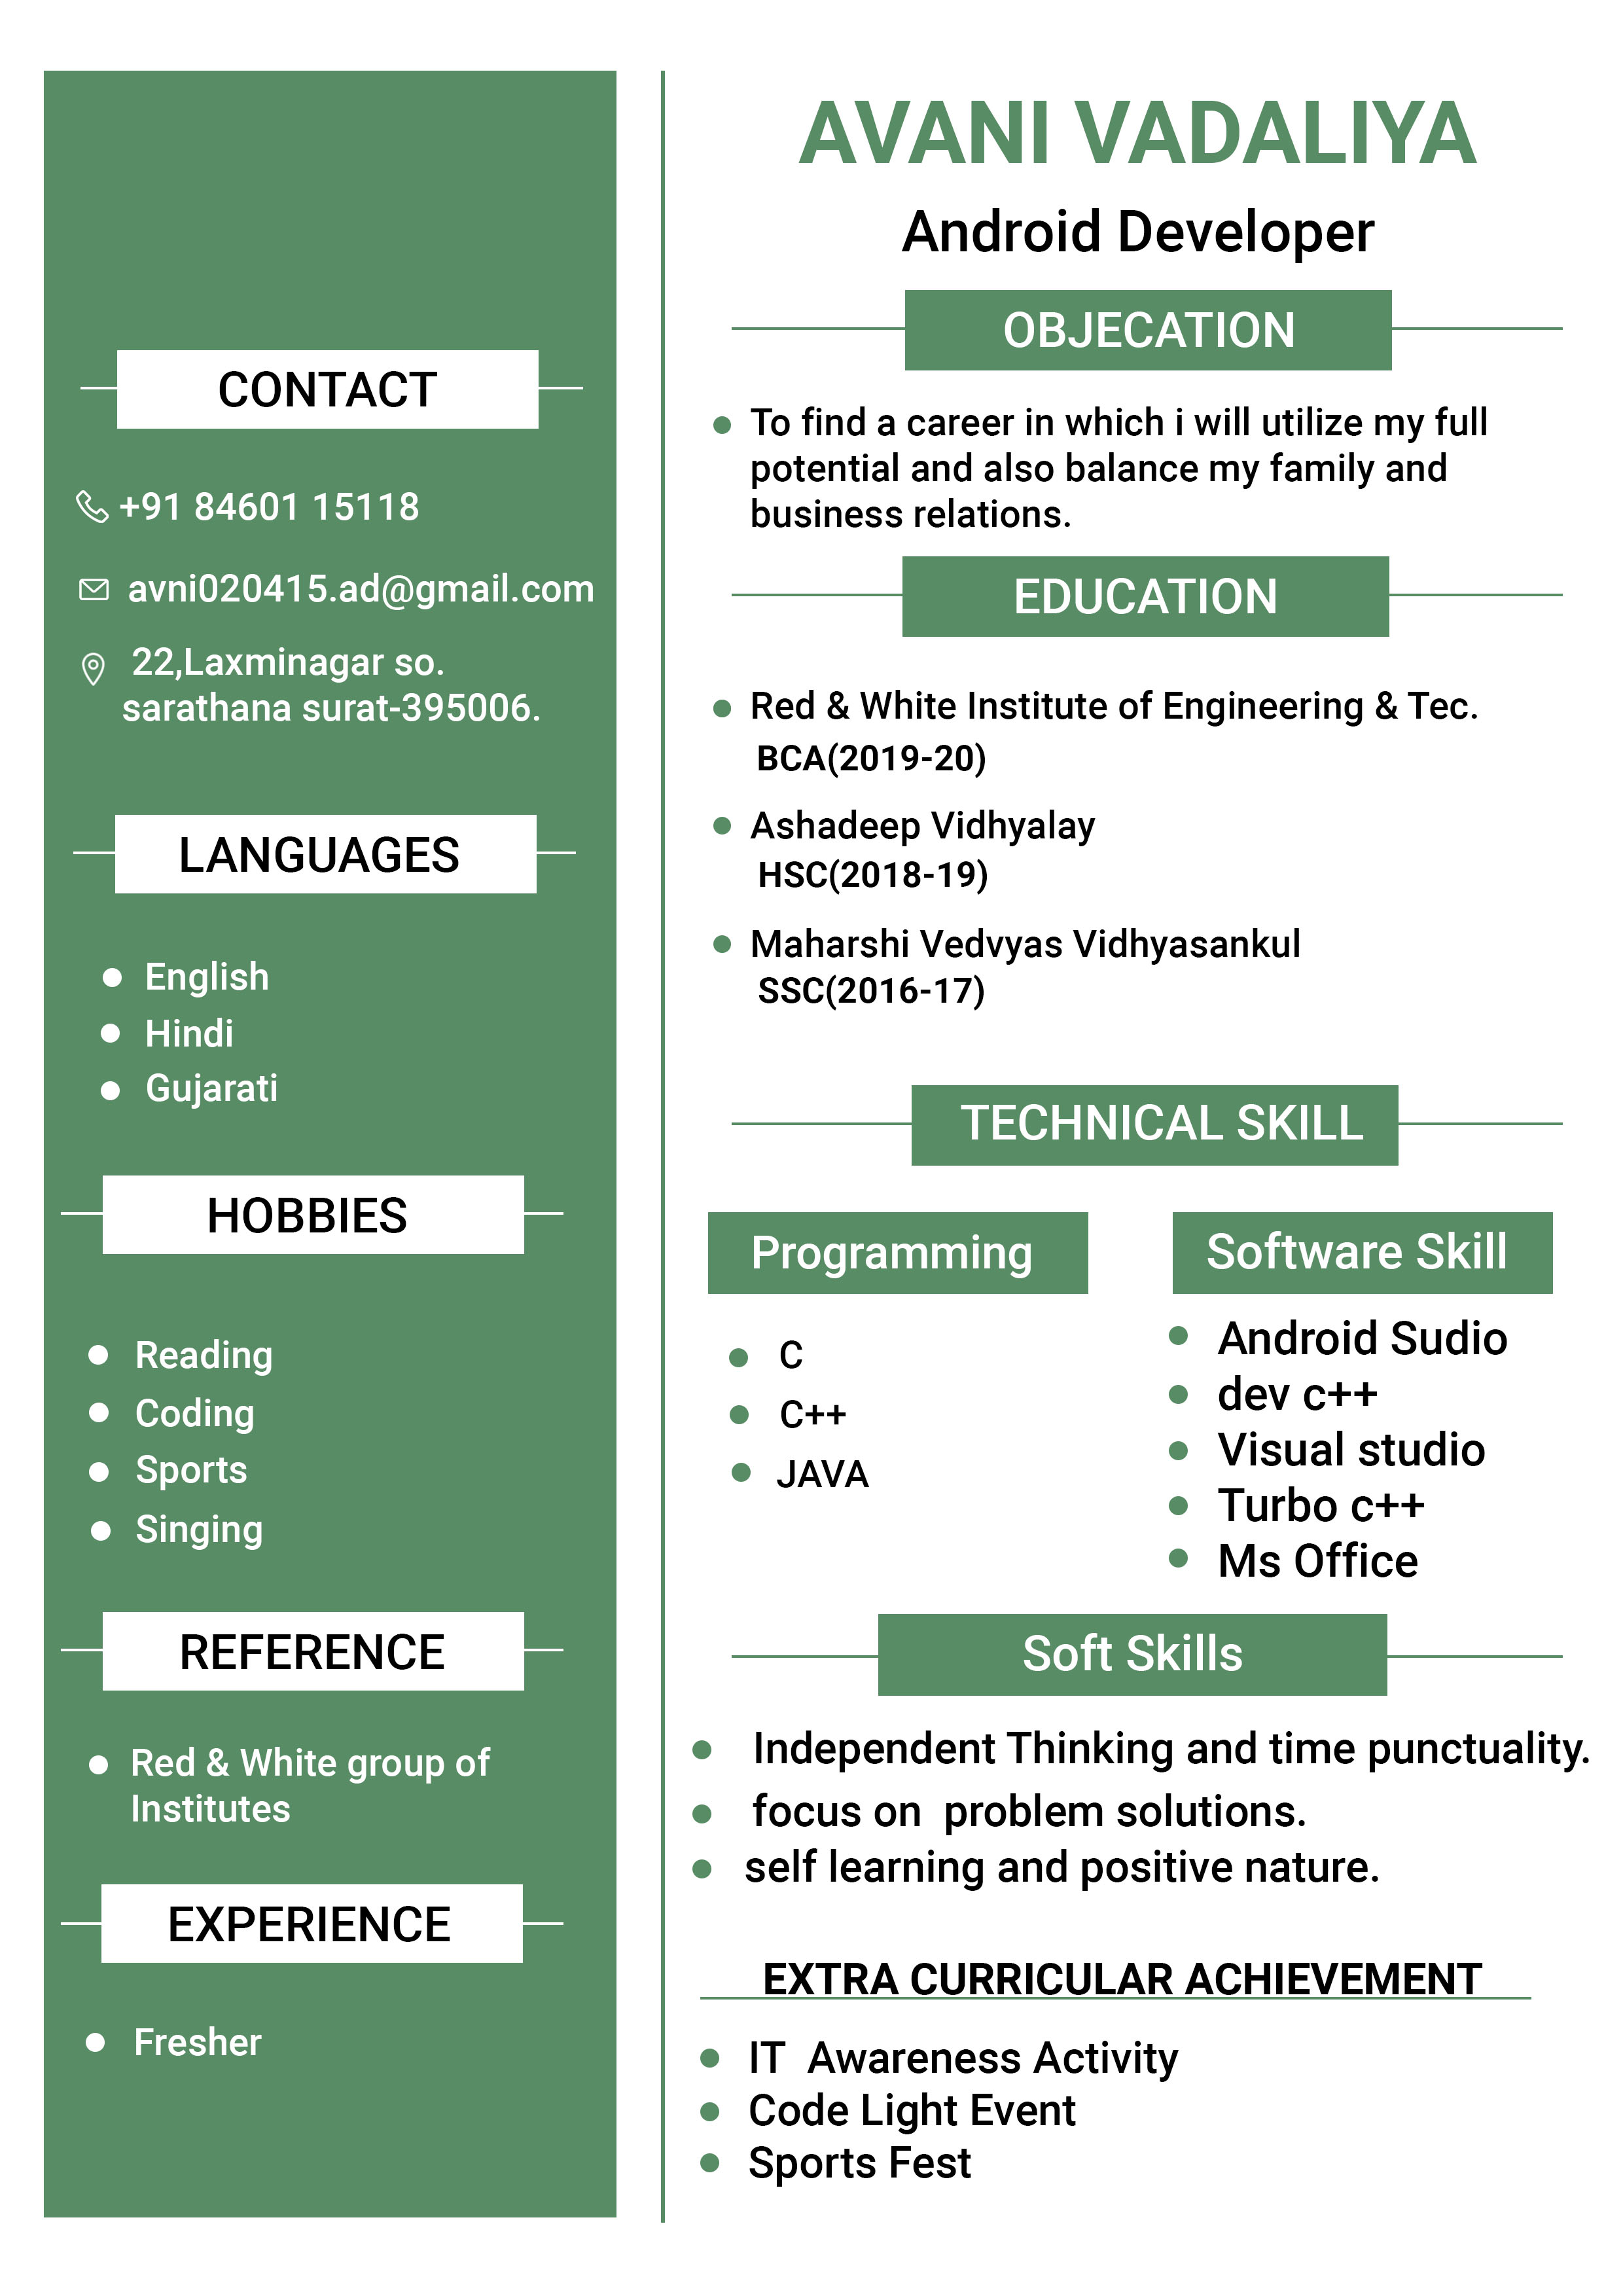 CONTACT
+91 84601 15118
avni020415.ad@gmail.com
22,Laxminagar so.
sarathana surat-395006.
LANGUAGES
English
Hindi
Gujarati
HOBBIES
Reading
Coding
Sports
Singing
REFERENCE
Red & White group of
Institutes
EXPERIENCE
Fresher
AVANI VADALIYA
Android Developer
OBJECATION
To find a career in which i will utilize my full
potential and also balance my family and
business relations.
EDUCATION
Red & White Institute of Engineering & Tec.
BCA(2019-20)
Ashadeep Vidhyalay
HSC(2018-19)
Maharshi Vedvyas Vidhyasankul
SSC(2016-17)
TECHNICAL SKILL
Programming
C
C++
JAVA
Software Skill
Android Sudio
dev c++
Visual studio
Turbo c++
Ms Office
Soft Skills
Independent Thinking and time punctuality.
focus on  problem solutions.
self learning and positive nature.
EXTRA CURRICULAR ACHIEVEMENT
IT  Awareness Activity
Code Light Event
Sports Fest